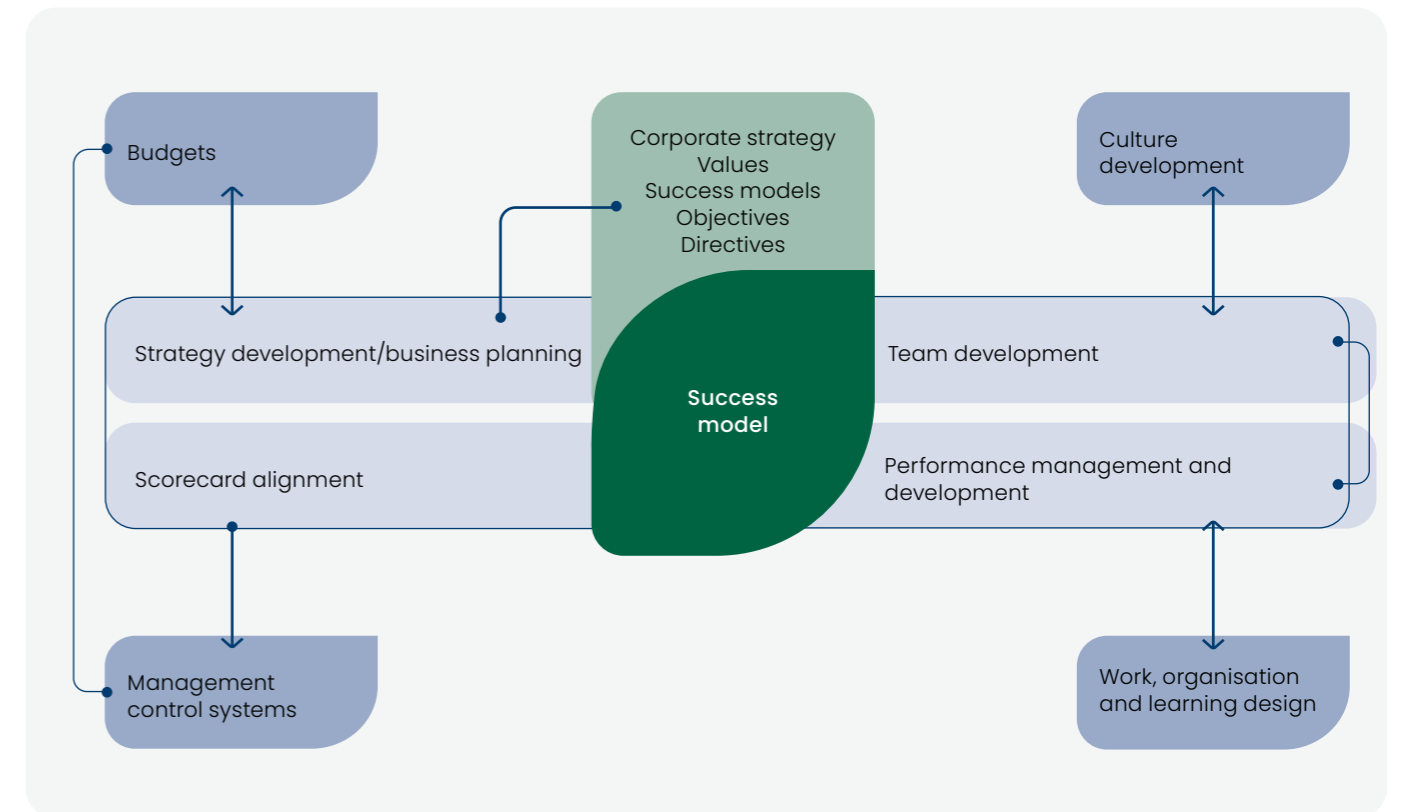 Budgets
Corporate strategy
Values
Success models
Objectives
Directives
Culture
development
Strategy development/business planning
Team development
Success
model
Scorecard alignment
Performance management and
development
Management
control systems
Work, organisation
and learning design